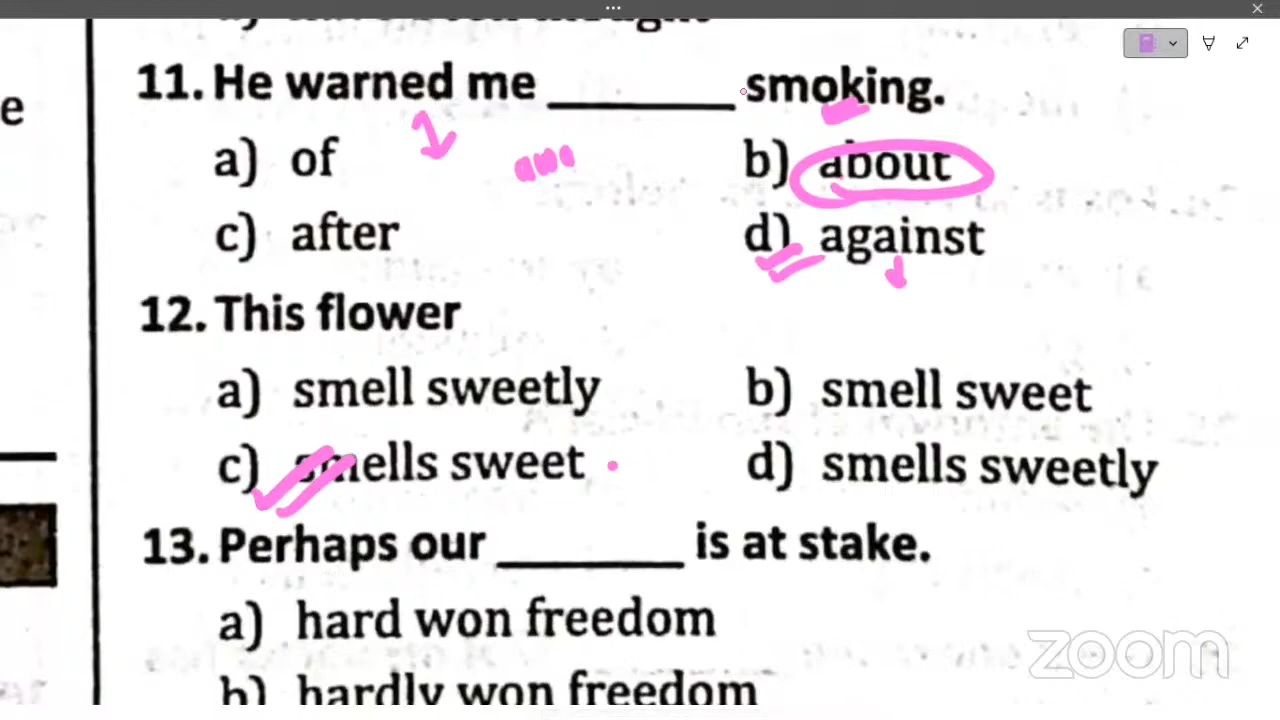 11. He warned me ________ smoking.
a) of b) about
c) after d) against
12. This flower
a) smell sweetly b) smell sweet
c) smells sweet d) smells sweetly
13. Perhaps our ________ is at stake.
a) hard won freedom
b) hardly won freedom
zoom